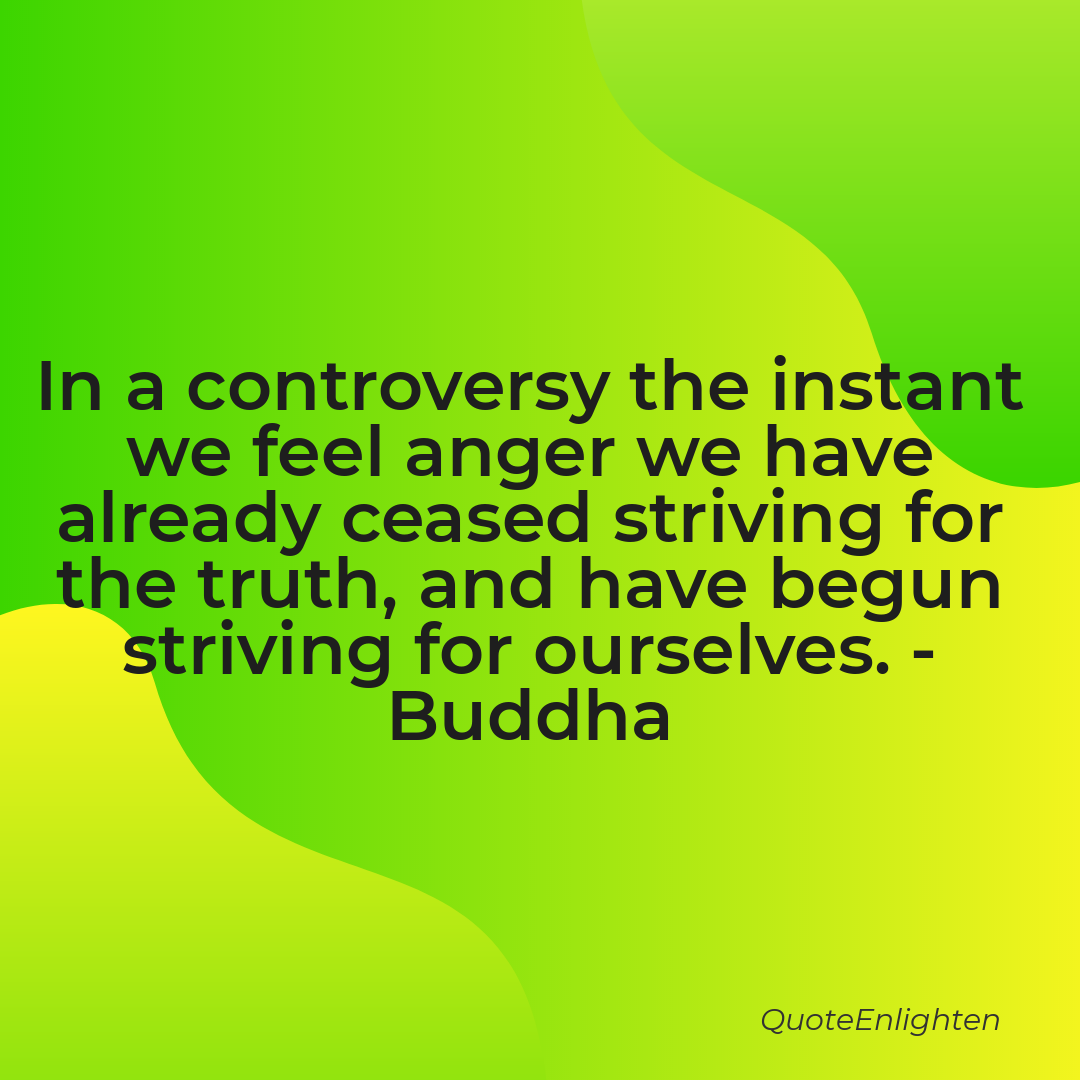 In a controversy the instant
we feel anger we have
already ceased striving for
the truth, and have begun
striving for ourselves. -
Buddha
QuoteEnlighten